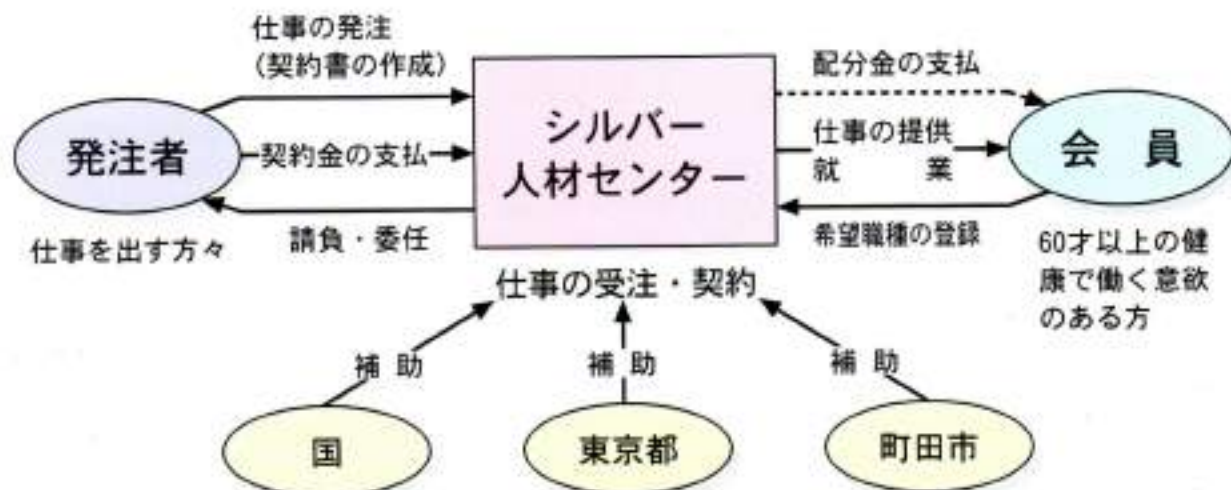 仕事の発注
(契約書の作成)
発注者
契約金の支払
請負・委任
仕事を出す方々
シルバー
人材センター
仕事の受注・契約
配分金の支払
仕事の提供
就 業
希望職種の登録
会 員
60才以上の健
康で働く意欲
のある方
補 助
補 助
補 助
国
東京都
町田市